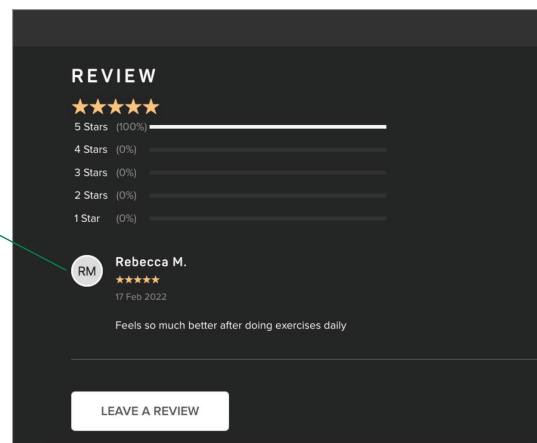 REVIEW
5 Stars (100%)
4 Stars (0%)
3 Stars (0%)
2 Stars (0%)
1 Star (0%)
RM
Rebecca M.
17 Feb 2022
Feels so much better after doing exercises daily
LEAVE A REVIEW